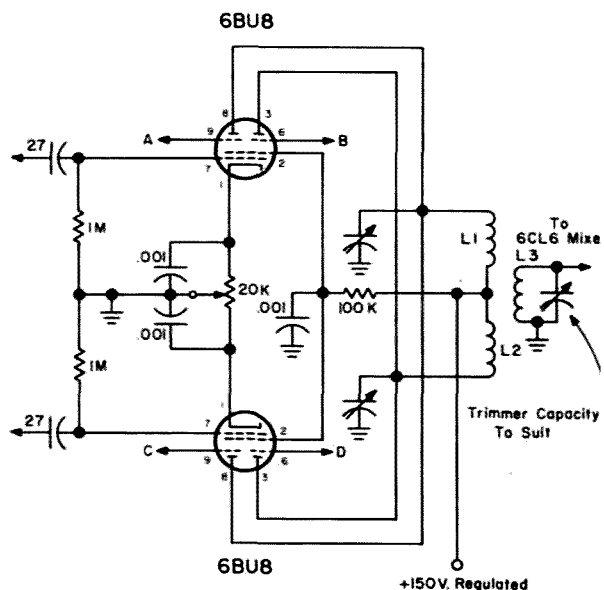 6BU8
8
3
A
9
6
B
27
7
2
1
1M
.001
20K
.001
.001
100K
L1
To
6CL6 Mixe
L3
L2
1M
Trimmer Capacity
To Suit
27
1
7
2
C
9
6
D
8
3
6BU8
+150V. Regulated